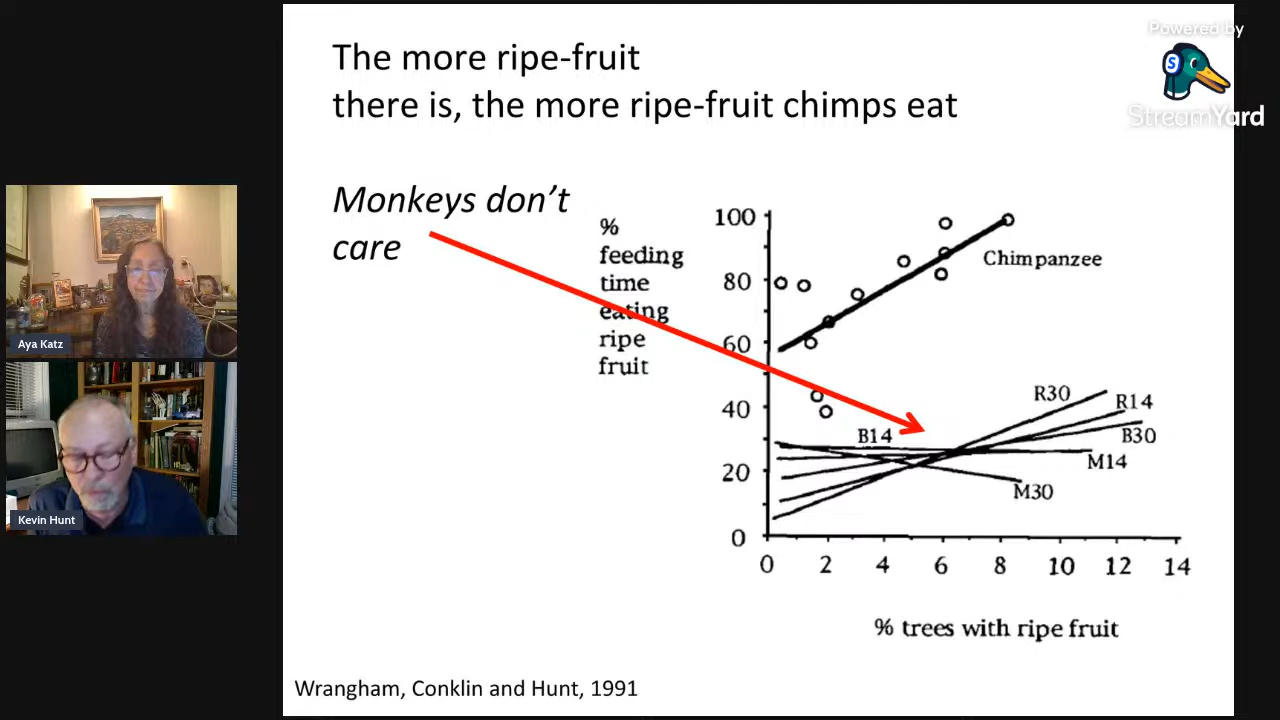 The more ripe-fruit
there is, the more ripe-fruit chimps eat
Monkeys don’t
care
Powered by
S
StreamYard
%
feeding
time
eating
ripe
fruit
100
80
60
40
20
0
Chimpanzee
R30
R14
B14
B30
M14
M30
0 2 4 6 8 10 12 14
% trees with ripe fruit
Wrangham, Conklin and Hunt, 1991
Aya Katz
Kevin Hunt